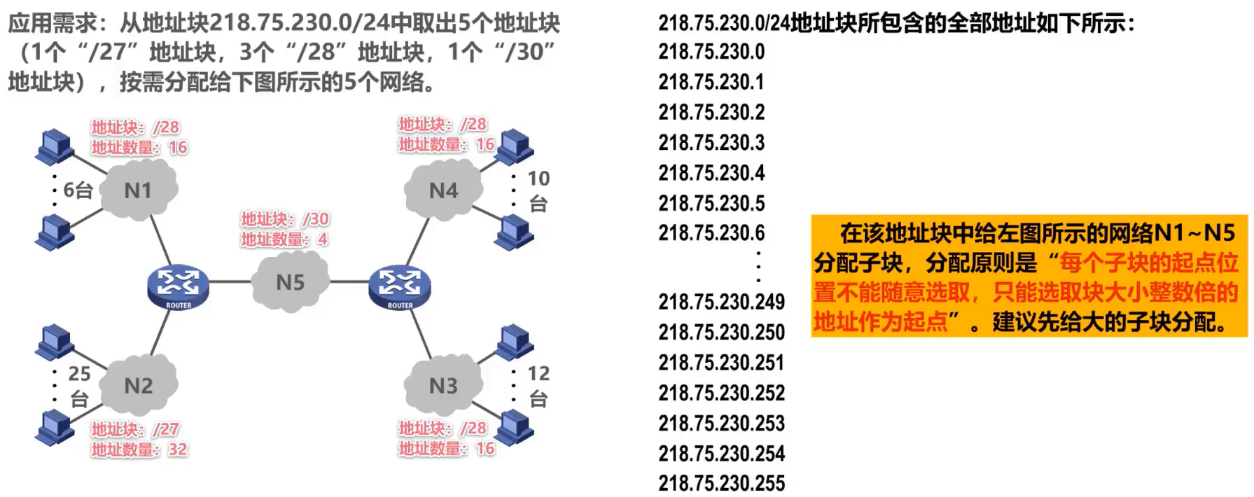 应用需求：从地址块218.75.230.0/24中取出5个地址块
（1个“/27”地址块，3个“/28”地址块，1个“/30”
地址块），按需分配给下图所示的5个网络。
地址块：/28
地址数量：16
6台
N1
地址块：/28
地址数量：16
N4
10
台
地址块：/30
地址数量：4
N5
ROUTER
ROUTER
25
台
N2
地址块：/27
地址数量：32
N3
12
台
地址块：/28
地址数量：16
218.75.230.0/24地址块所包含的全部地址如下所示：
218.75.230.0
218.75.230.1
218.75.230.2
218.75.230.3
218.75.230.4
218.75.230.5
218.75.230.6
218.75.230.249
218.75.230.250
218.75.230.251
218.75.230.252
218.75.230.253
218.75.230.254
218.75.230.255
在该地址块中给左图所示的网络N1~N5
分配子块，分配原则是“每个子块的起点位
置不能随意选取，只能选取块大小整数倍的
地址作为起点”。建议先给大的子块分配。